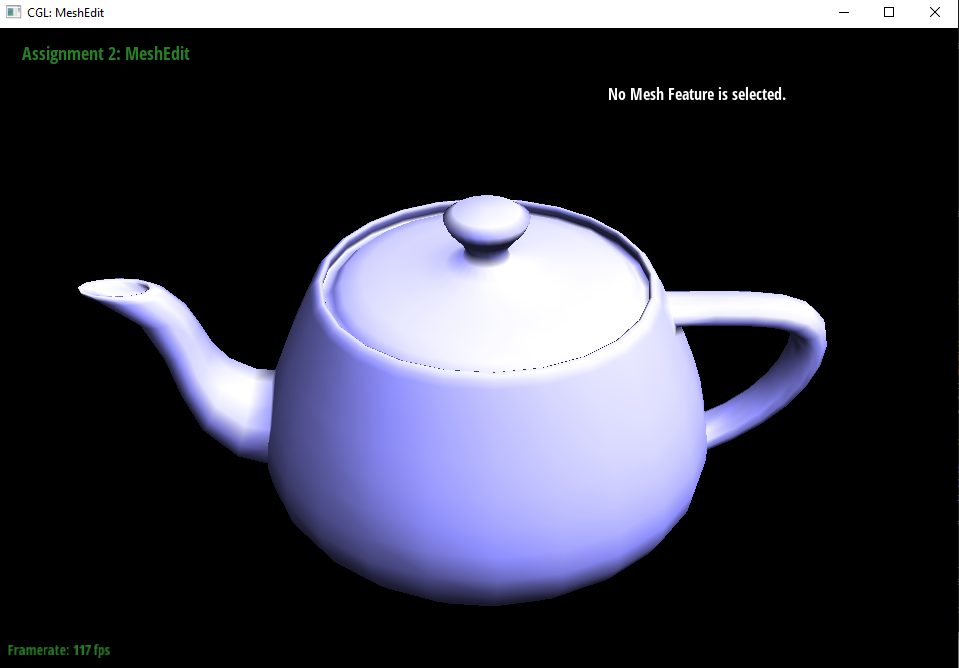 CGL: MeshEdit
Assignment 2: MeshEdit
No Mesh Feature is selected.
Framerate: 117 fps